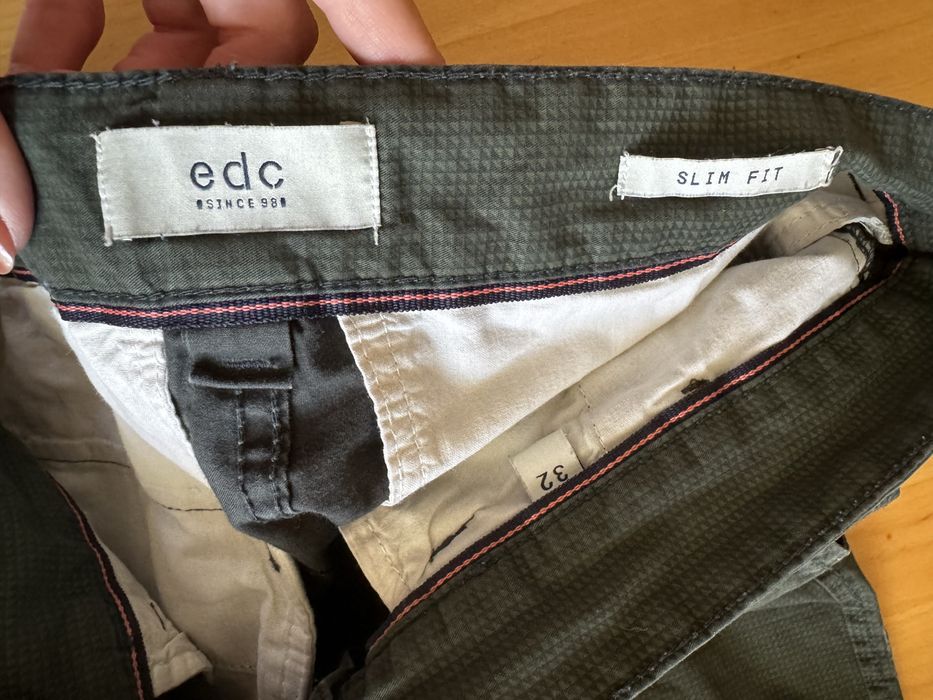 edc
SINCE 98
SLIM FIT
32